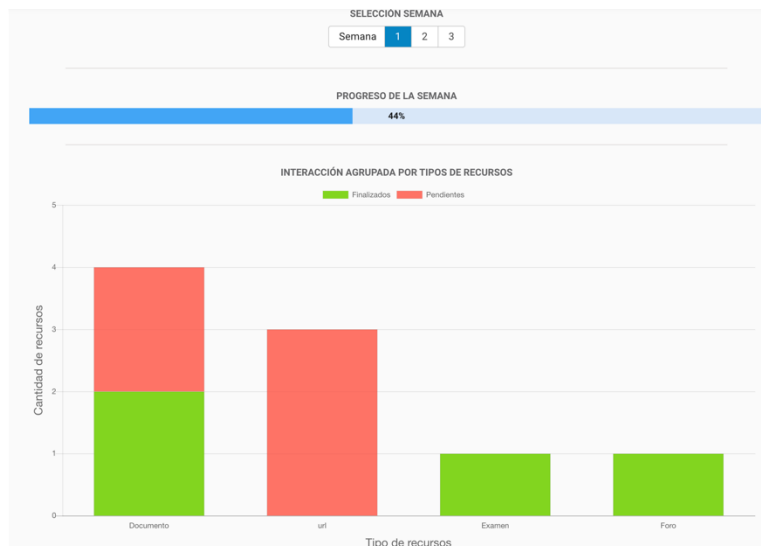 SELECCIÓN SEMANA
Semana 1 2 3
PROGRESO DE LA SEMANA
44%
INTERACCIÓN AGRUPADA POR TIPOS DE RECURSOS
Finalizados Pendientes
Cantidad de recursos
5
4
3
2
1
0
Documento url Examen Foro
Tipo de recursos